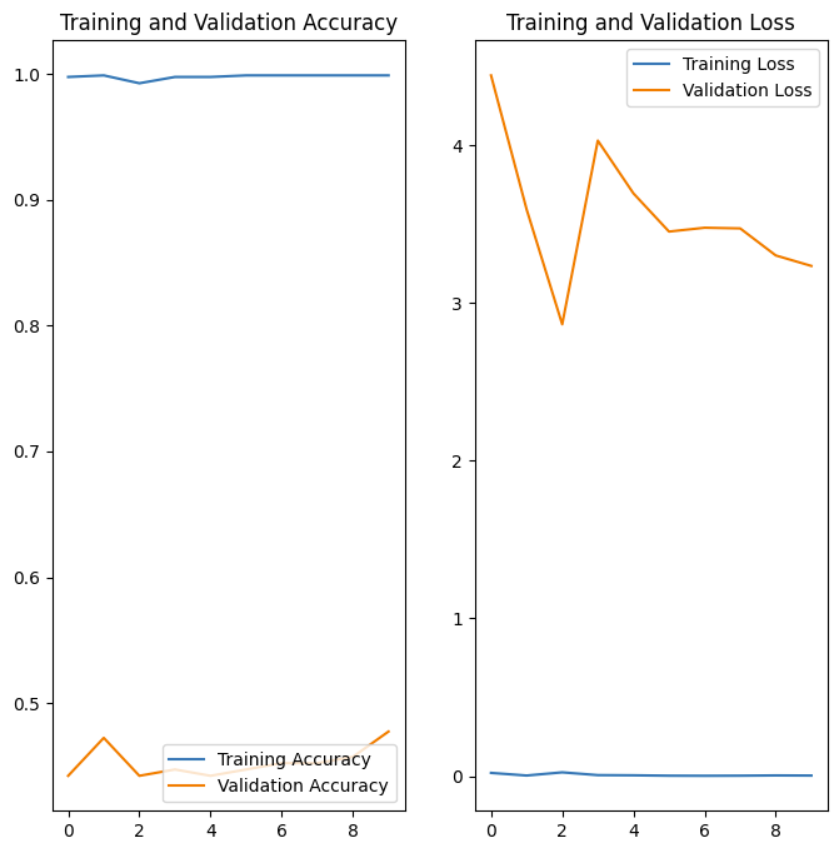 Training and Validation Accuracy
1.0
0.9
0.8
0.7
0.6
0.5
Training Accuracy
Validation Accuracy
0 2 4 6 8
Training and Validation Loss
Training Loss
Validation Loss
4
3
2
1
0
0 2 4 6 8